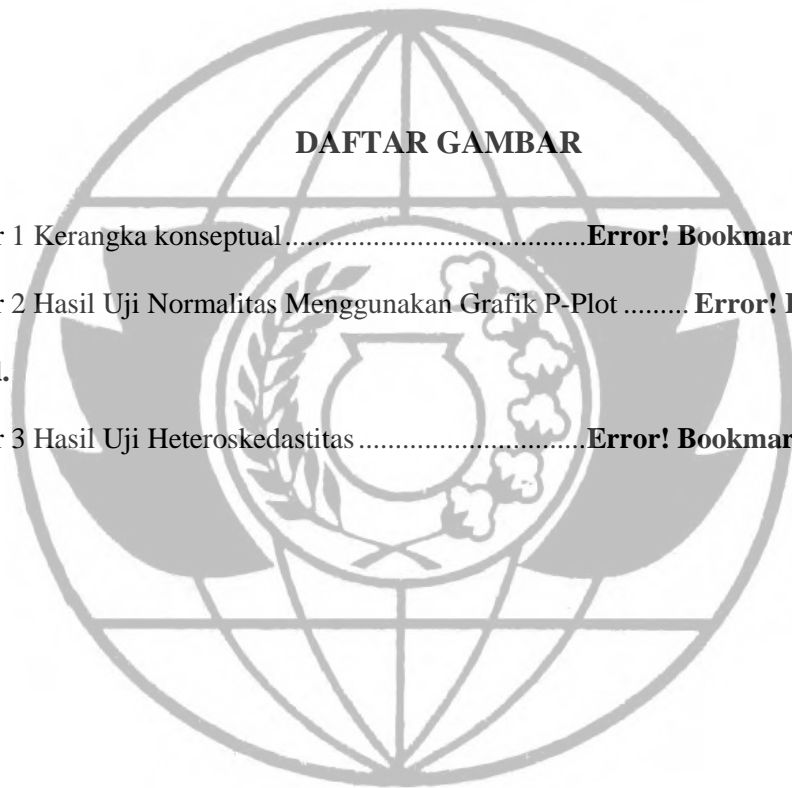 DAFTAR GAMBAR
r 1 Kerangka konseptual....................................Error! Bookmar
r 2 Hasil Uji Normalitas Menggunakan Grafik P-Plot ......... Error!
r 3 Hasil Uji Heteroskedastitas ...........................Error! Bookmar